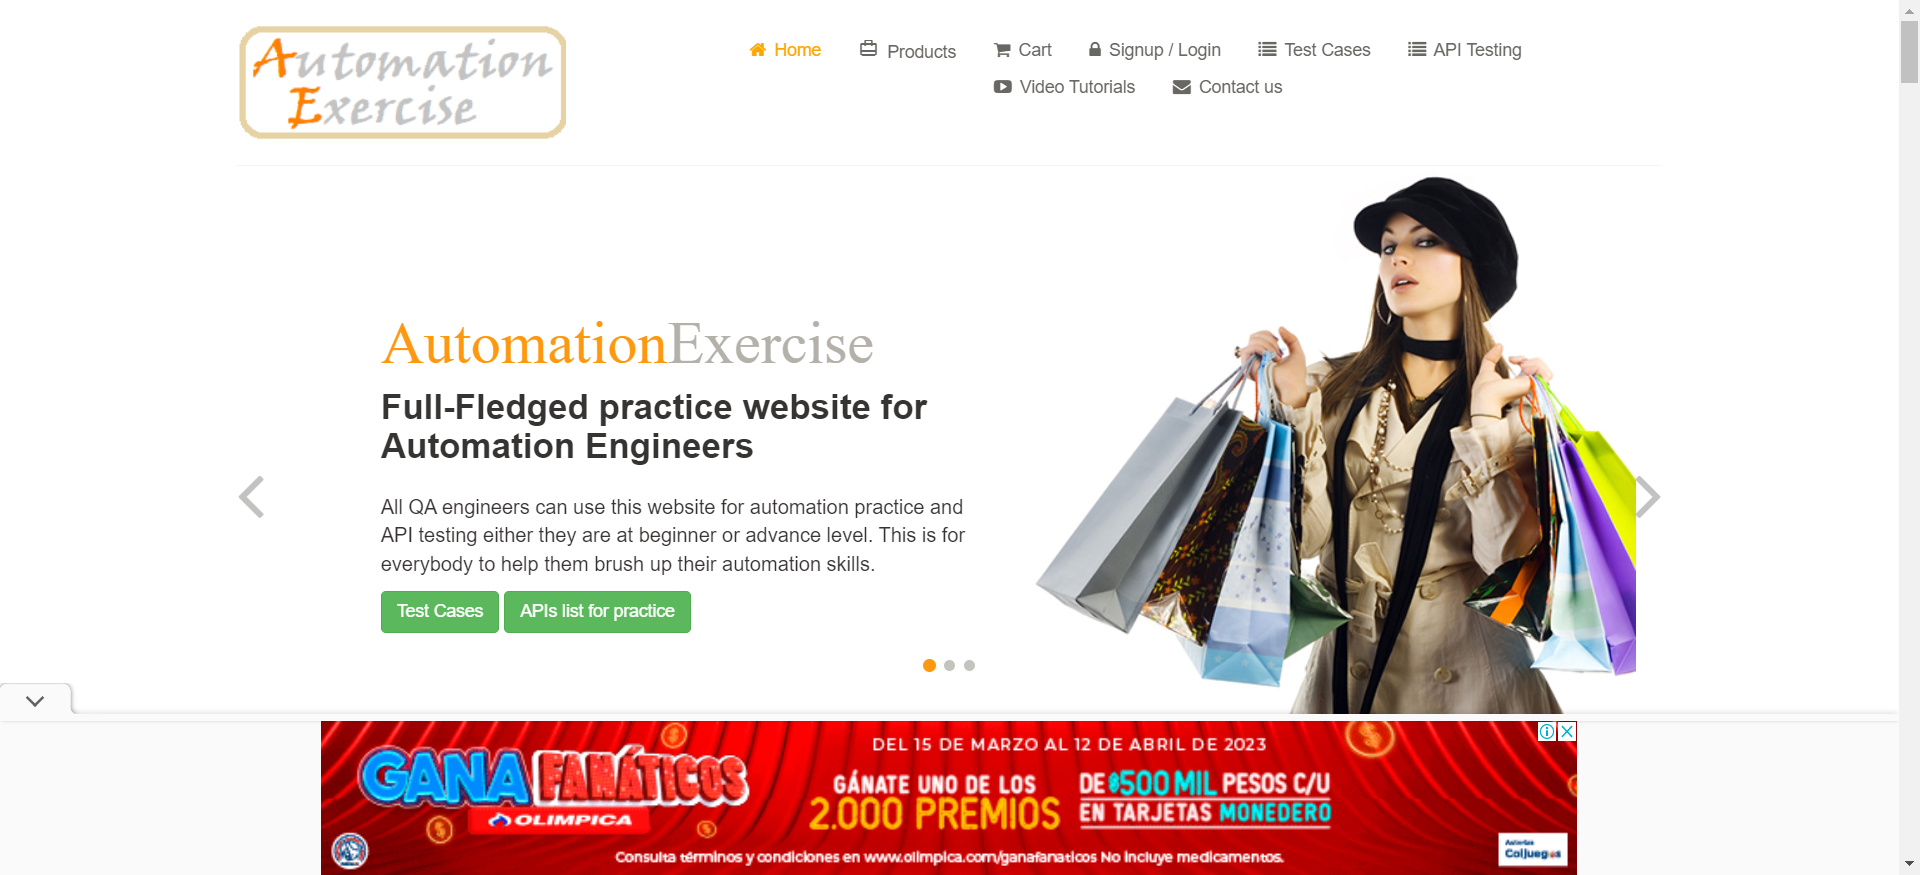 Automation
Exercise
Home
Products
Cart
Signup / Login
Test Cases
API Testing
Video Tutorials
Contact us
AutomationExercise
Full-Fledged practice website for
Automation Engineers
All QA engineers can use this website for automation practice and
API testing either they are at beginner or advance level. This is for
everybody to help them brush up their automation skills.
Test Cases
APIs list for practice
DEL 15 DE MARZO AL 12 DE ABRIL DE 2023
GANA FANÁTICOS
OLIMPICA
GÁNATE UNO DE LOS
2.000 PREMIOS
DE $500 MIL PESOS C/U
EN TARJETAS MONEDERO
Autoriza
Coljuegos
Consulta términos y condiciones en www.olimpica.com/ganafanaticos No incluye medicamentos.